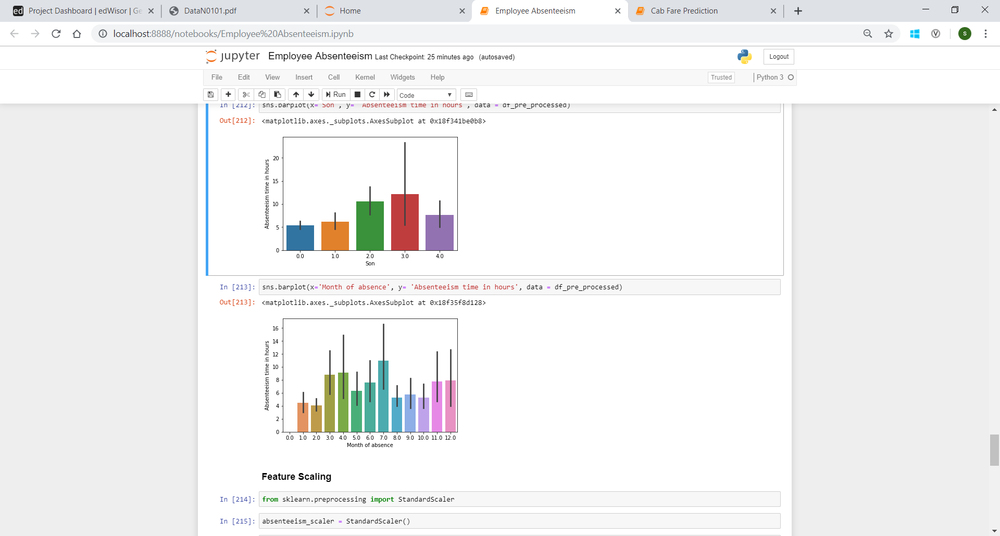 Project Dashboard | edWisor | Ge
DataN0101.pdf
Home
Employee Absenteeism
Cab Fare Prediction
localhost:8888/notebooks/Employee%20Absenteeism.ipynb
jupyter Employee Absenteeism Last Checkpoint: 25 minutes ago (autosaved)
Logout
File Edit View Insert Cell Kernel Widgets Help
Trusted
Python 3
Run
Code
In [212]: sns.barplot(x='Son', y= 'Absenteeism time in hours', data = df_pre_processed)
Out[212]: <matplotlib.axes._subplots.AxesSubplot at 0x18f341be0b8>
Absenteeism time in hours
20
15
10
5
0
0.0 1.0 2.0 3.0 4.0
Son
In [213]: sns.barplot(x='Month of absence', y= 'Absenteeism time in hours', data = df_pre_processed)
Out[213]: <matplotlib.axes._subplots.AxesSubplot at 0x18f35f8d128>
Absenteeism time in hours
16
14
12
10
8
6
4
2
0
0.0 1.0 2.0 3.0 4.0 5.0 6.0 7.0 8.0 9.0 10.0 11.0 12.0
Month of absence
Feature Scaling
In [214]: from sklearn.preprocessing import StandardScaler
In [215]: absenteeism_scaler = StandardScaler()